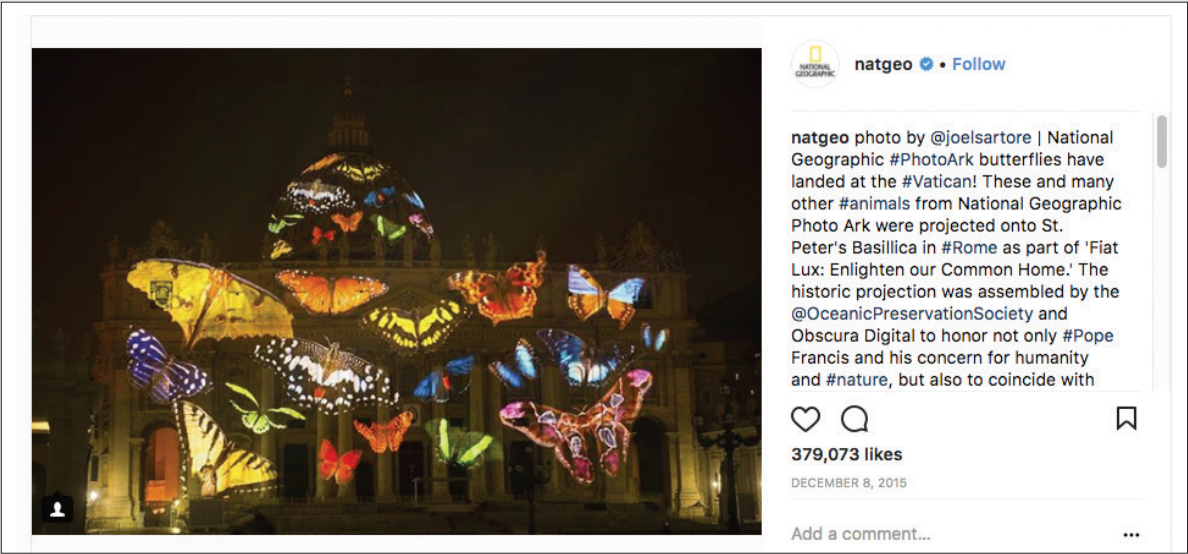 NATIONAL
GEOGRAPHIC
natgeo • Follow
natgeo photo by @joelsartore | National
Geographic #PhotoArk butterflies have
landed at the #Vatican! These and many
other #animals from National Geographic
Photo Ark were projected onto St.
Peter's Basillica in #Rome as part of 'Fiat
Lux: Enlighten our Common Home.' The
historic projection was assembled by the
@OceanicPreservationSociety and
Obscura Digital to honor not only #Pope
Francis and his concern for humanity
and #nature, but also to coincide with
379,073 likes
DECEMBER 8, 2015
Add a comment...